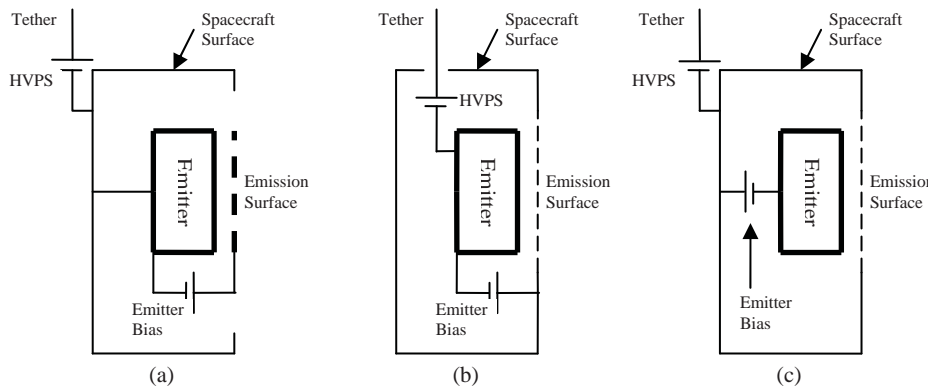 Tether
Spacecraft
Surface
HVPS
Emitter
Emission
Surface
Emitter
Bias
(a)
Tether
Spacecraft
Surface
HVPS
Emitter
Emission
Surface
Emitter
Bias
(b)
Tether
Spacecraft
Surface
HVPS
Emitter
Emission
Surface
Emitter
Bias
(c)